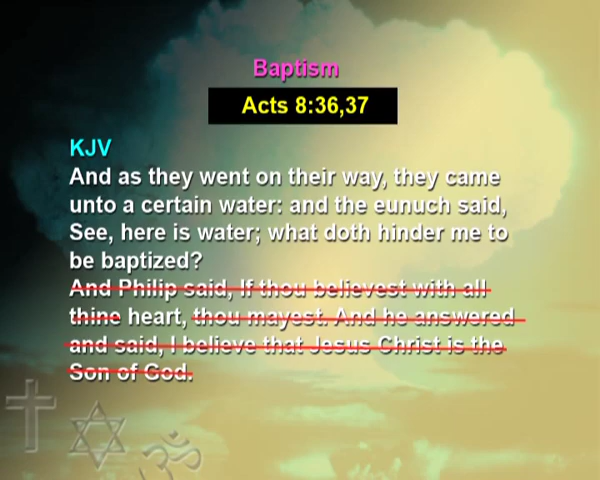 Baptism
Acts 8:36,37
KJV
And as they went on their way, they came
unto a certain water: and the eunuch said,
See, here is water; what doth hinder me to
be baptized?
And Philip said, If thou believest with all
thine heart, thou mayest. And he answered
and said, I believe that Jesus Christ is the
Son of God.